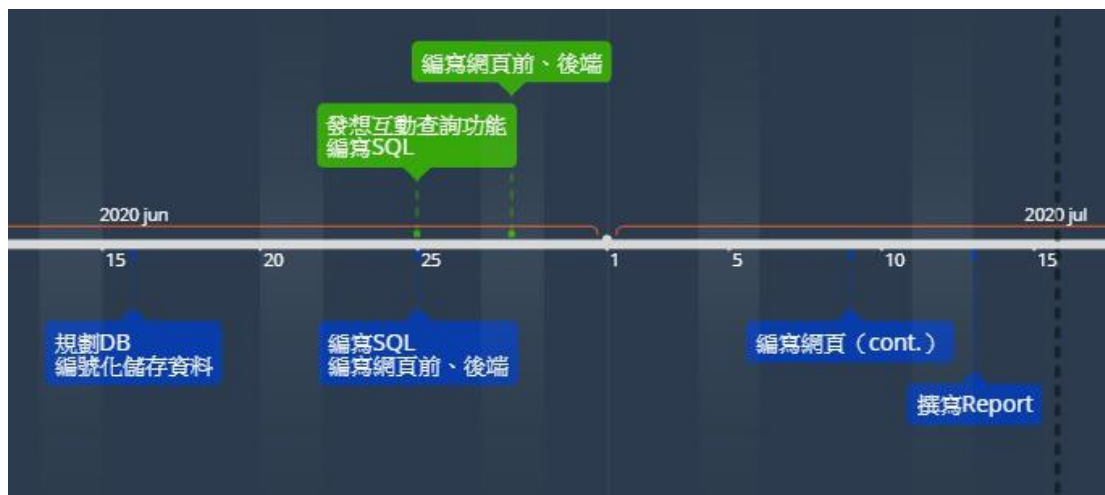 編寫網頁前、後端
發想互動查詢功能
編寫SQL
2020 jun
2020 jul
15
20
25
1
5
10
15
規劃DB
編號化儲存資料
編寫SQL
編寫網頁前、後端
編寫網頁（cont.）
撰寫Report